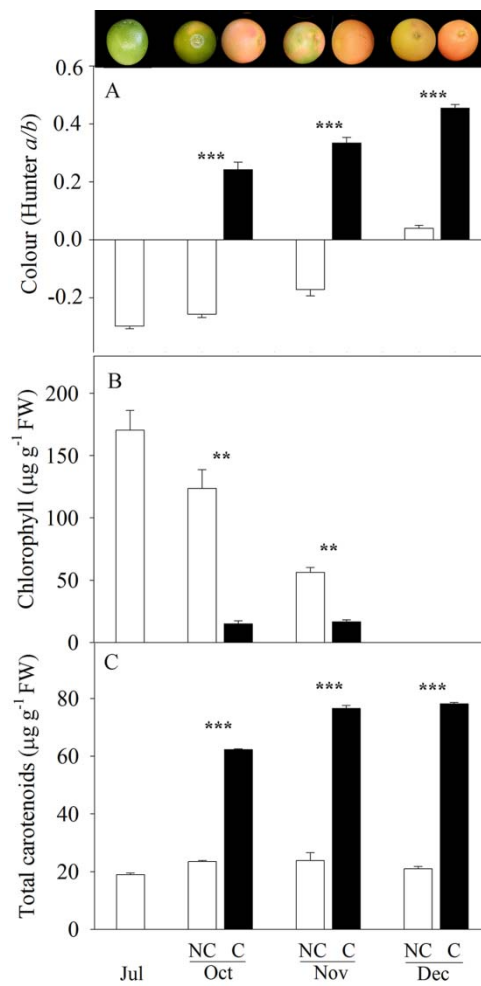 A
Colour (Hunter a/b)
0.6
0.4
0.2
0.0
-0.2
***
***
***
B
Chlorophyll (µg g-1 FW)
200
150
100
50
0
**
**
C
Total carotenoids (µg g-1 FW)
80
60
40
20
0
***
***
***
NC C NC C NC C
Jul Oct Nov Dec